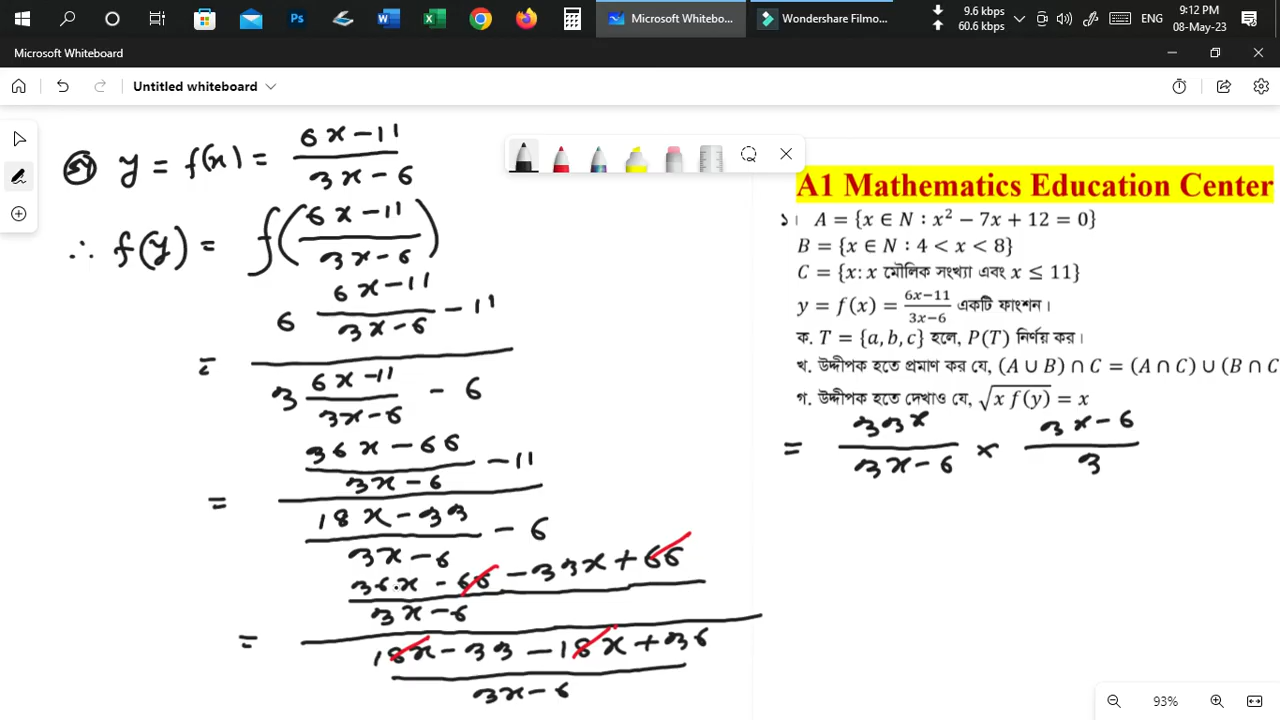 9.6 kbps
60.6 kbps
Microsoft Whiteboa...
Wondershare Filmo...
ENG
9:12 PM
08-May-23
Microsoft Whiteboard
Untitled whiteboard
y = f(x) = (6x-11)/(3x-6)
∴ f(y) = f((6x-11)/(3x-6))
= (6 (6x-11)/(3x-6) - 11)/(3 (6x-11)/(3x-6) - 6)
= ((36x-66)/(3x-6) - 11)/((18x-33)/(3x-6) - 6)
= ((36x-66-33x+66)/(3x-6))/((18x-33-18x+36)/(3x-6))
A1 Mathematics Education Center
১। A = {x ∈ N : x² − 7x + 12 = 0}
B = {x ∈ N : 4 < x < 8}
C = {x: x মৌলিক সংখ্যা এবং x ≤ 11}
y = f(x) = (6x−11)/(3x−6) একটি ফাংশন।
ক. T = {a, b, c} হলে, P(T) নির্ণয় কর।
খ. উদ্দীপক হতে প্রমাণ কর যে, (A ∪ B) ∩ C = (A ∩ C) ∪ (B ∩ C
গ. উদ্দীপক হতে দেখাও যে, √(x f(y)) = x
= 33x/(3x-6) × (3x-6)/3
93%